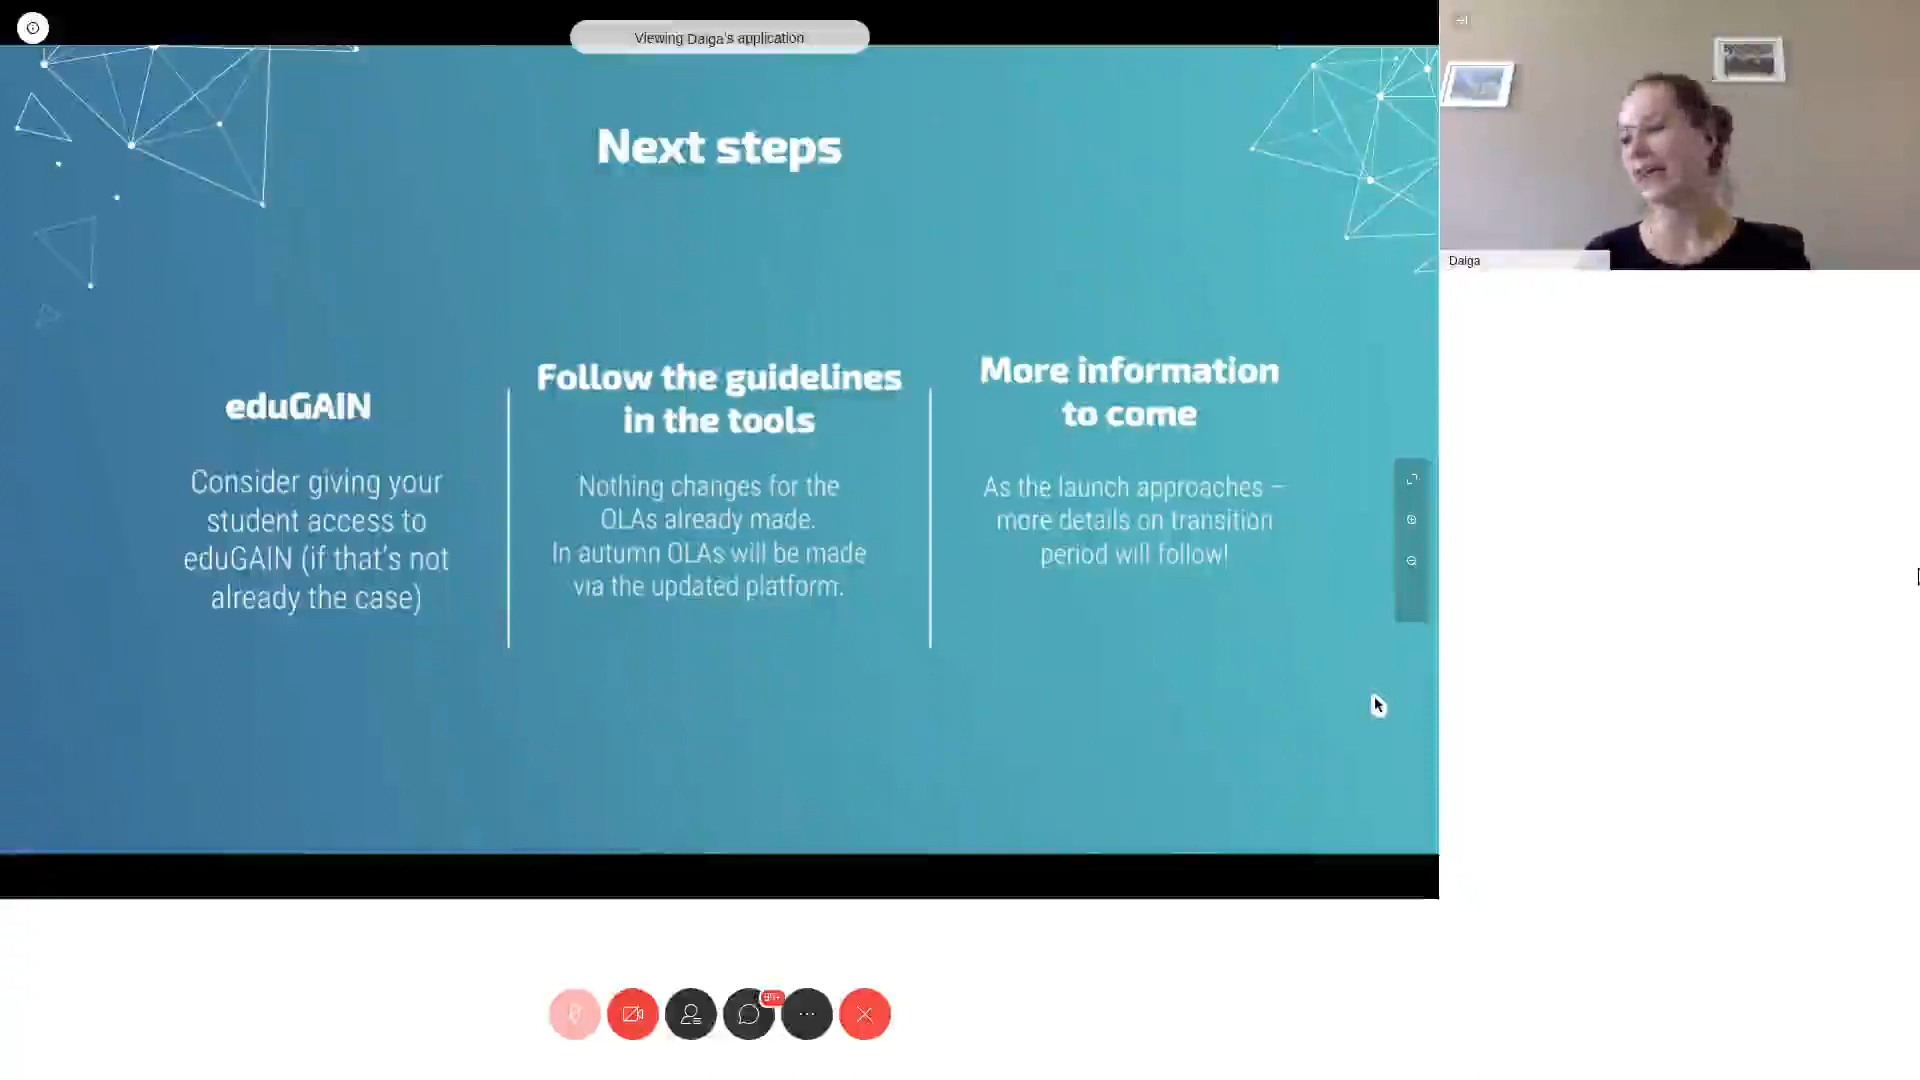 Viewing Daiga's application
Next steps
eduGAIN
Consider giving your
student access to
eduGAIN (if that's not
already the case)
Follow the guidelines
in the tools
Nothing changes for the
OLAs already made.
In autumn OLAs will be made
via the updated platform.
More information
to come
As the launch approaches –
more details on transition
period will follow!
Daiga
99+